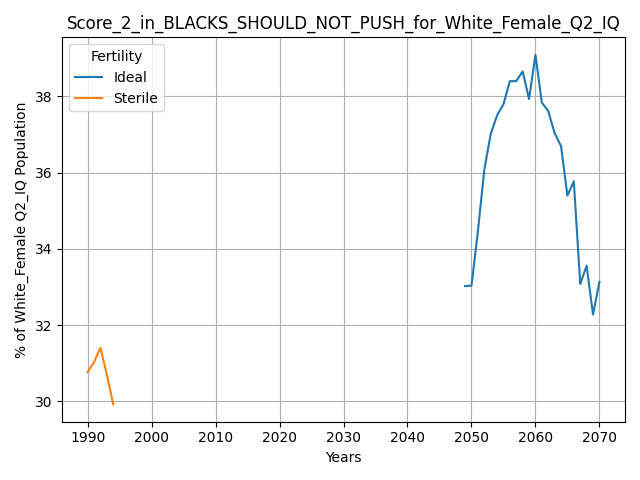 Score_2_in_BLACKS_SHOULD_NOT_PUSH_for_White_Female_Q2_IQ
Fertility
Ideal
Sterile
% of White_Female Q2_IQ Population
38
36
34
32
30
1990 2000 2010 2020 2030 2040 2050 2060 2070
Years